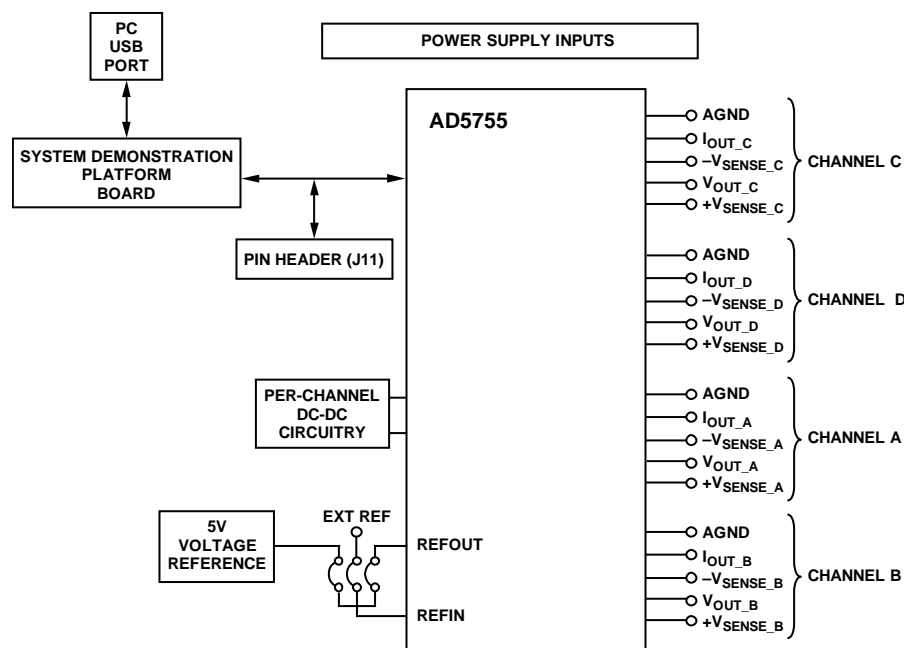 PC
USB
PORT
POWER SUPPLY INPUTS
AD5755
SYSTEM DEMONSTRATION
PLATFORM
BOARD
PIN HEADER (J11)
AGND
IOUT_C
–VSENSE_C
VOUT_C
+VSENSE_C
CHANNEL C
AGND
IOUT_D
–VSENSE_D
VOUT_D
+VSENSE_D
CHANNEL D
PER-CHANNEL
DC-DC
CIRCUITRY
AGND
IOUT_A
–VSENSE_A
VOUT_A
+VSENSE_A
CHANNEL A
5V
VOLTAGE
REFERENCE
EXT REF
REFOUT
REFIN
AGND
IOUT_B
–VSENSE_B
VOUT_B
+VSENSE_B
CHANNEL B